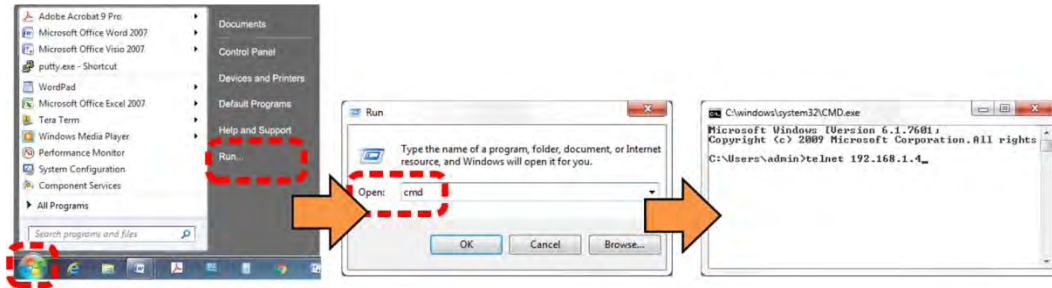 Adobe Acrobat 9 Pro
Microsoft Office Word 2007
Microsoft Office Visio 2007
putty.exe - Shortcut
WordPad
Microsoft Office Excel 2007
Tera Term
Windows Media Player
Performance Monitor
System Configuration
Component Services
All Programs
Search programs and files
Documents
Control Panel
Devices and Printers
Default Programs
Help and Support
Run...
Run
Type the name of a program, folder, document, or Internet
resource, and Windows will open it for you.
Open: cmd
OK Cancel Browse...
C:\windows\system32\CMD.exe
Microsoft Windows [Version 6.1.7601;
Copyright (c) 2009 Microsoft Corporation.All rights
C:\Users\admin>telnet 192.168.1.4_